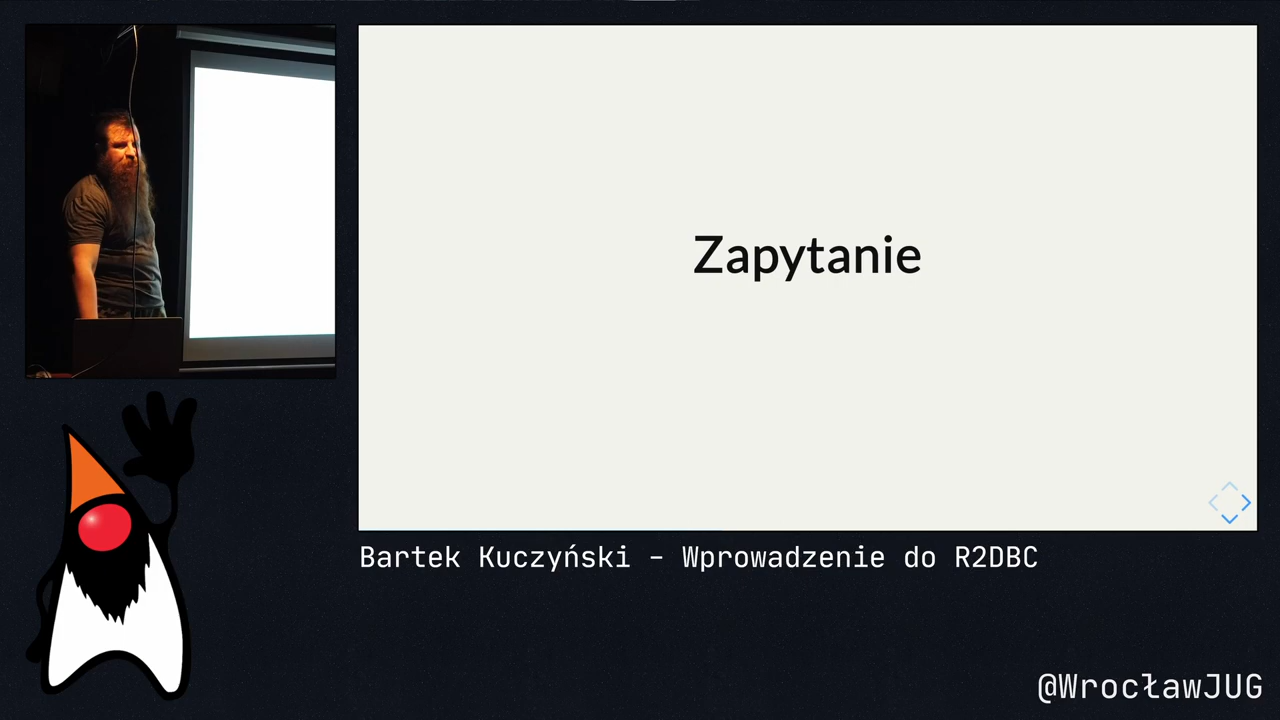 Zapytanie
Bartek Kuczyński – Wprowadzenie do R2DBC
@WrocławJUG